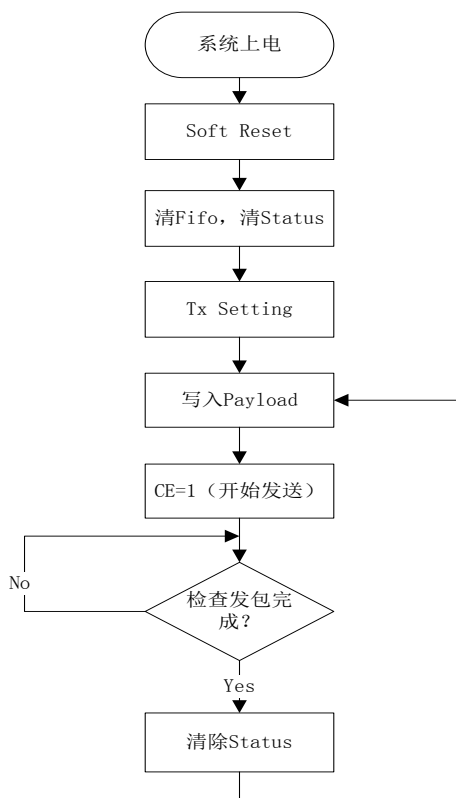 系统上电
Soft Reset
清Fifo，清Status
Tx Setting
写入Payload
CE=1（开始发送）
No
检查发包完
成？
Yes
清除Status